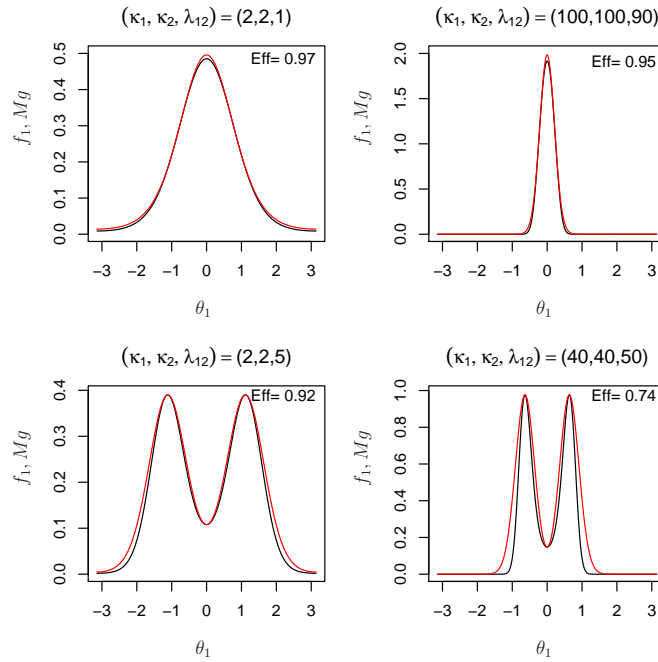 (κ₁, κ₂, λ₁₂) = (2,2,1)
Eff= 0.97
f₁, Mg
0.0 0.1 0.2 0.3 0.4 0.5
−3 −2 −1 0 1 2 3
θ₁
(κ₁, κ₂, λ₁₂) = (100,100,90)
Eff= 0.95
f₁, Mg
0.0 0.5 1.0 1.5 2.0
−3 −2 −1 0 1 2 3
θ₁
(κ₁, κ₂, λ₁₂) = (2,2,5)
Eff= 0.92
f₁, Mg
0.0 0.1 0.2 0.3 0.4
−3 −2 −1 0 1 2 3
θ₁
(κ₁, κ₂, λ₁₂) = (40,40,50)
Eff= 0.74
f₁, Mg
0.0 0.2 0.4 0.6 0.8 1.0
−3 −2 −1 0 1 2 3
θ₁